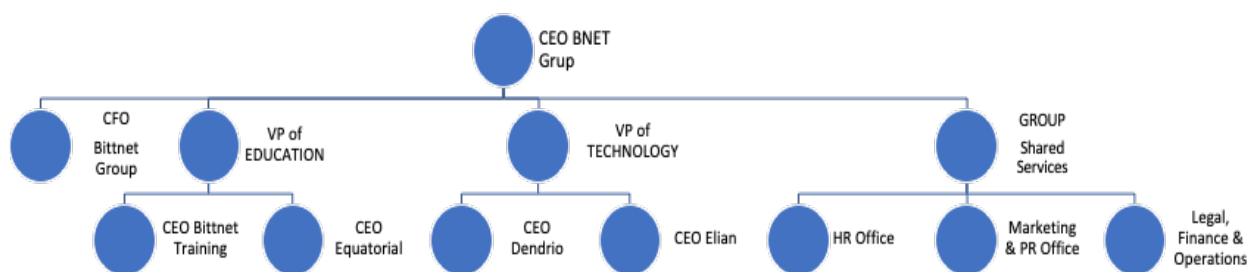 CEO BNET
Grup
CFO
Bittnet
Group
VP of
EDUCATION
VP of
TECHNOLOGY
GROUP
Shared
Services
CEO Bittnet
Training
CEO
Equatorial
CEO
Dendrio
CEO Elian
HR Office
Marketing
& PR Office
Legal,
Finance &
Operations